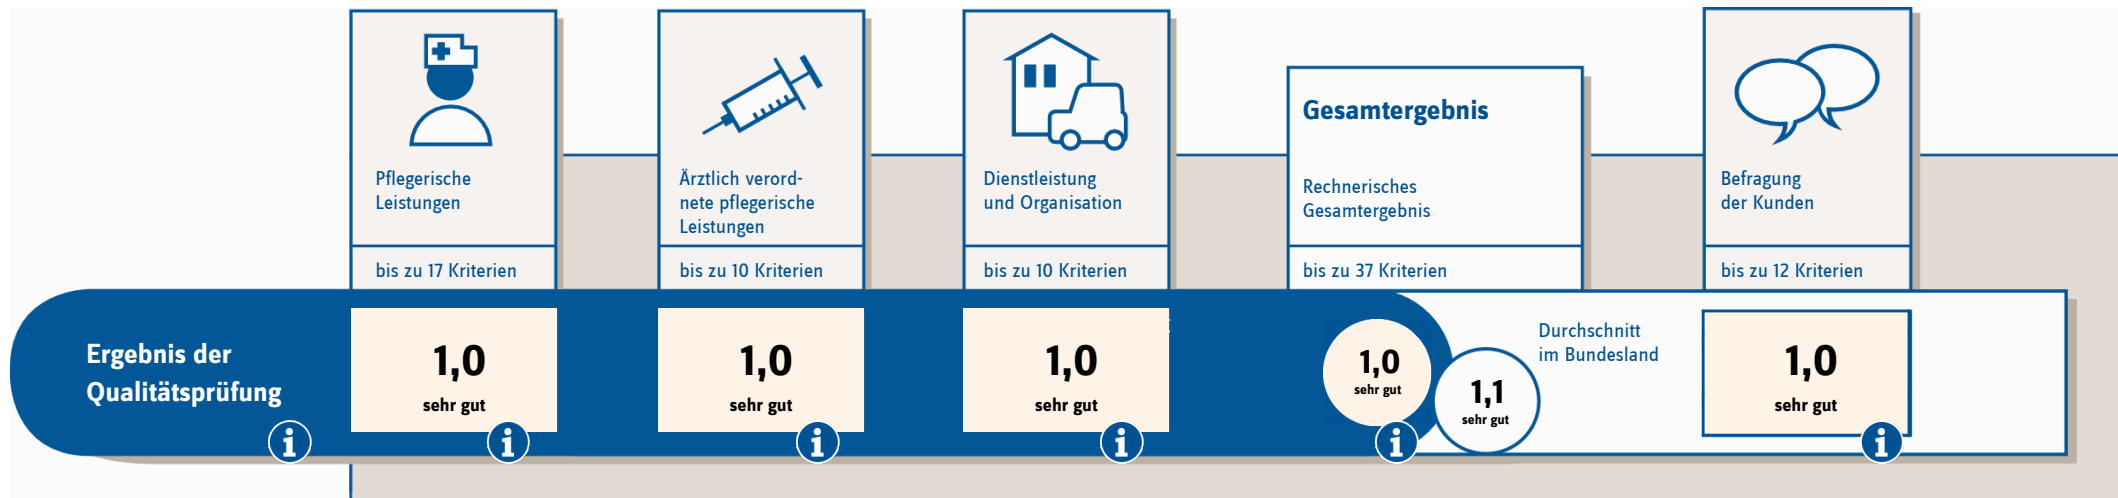 Pflegerische
Leistungen
bis zu 17 Kriterien
Ärztlich verord-
nete pflegerische
Leistungen
bis zu 10 Kriterien
Dienstleistung
und Organisation
bis zu 10 Kriterien
Gesamtergebnis
Rechnerisches
Gesamtergebnis
bis zu 37 Kriterien
Befragung
der Kunden
bis zu 12 Kriterien
Ergebnis der
Qualitätsprüfung
i
1,0
sehr gut
i
1,0
sehr gut
i
1,0
sehr gut
i
1,0
sehr gut
i
1,1
sehr gut
Durchschnitt
im Bundesland
1,0
sehr gut
i